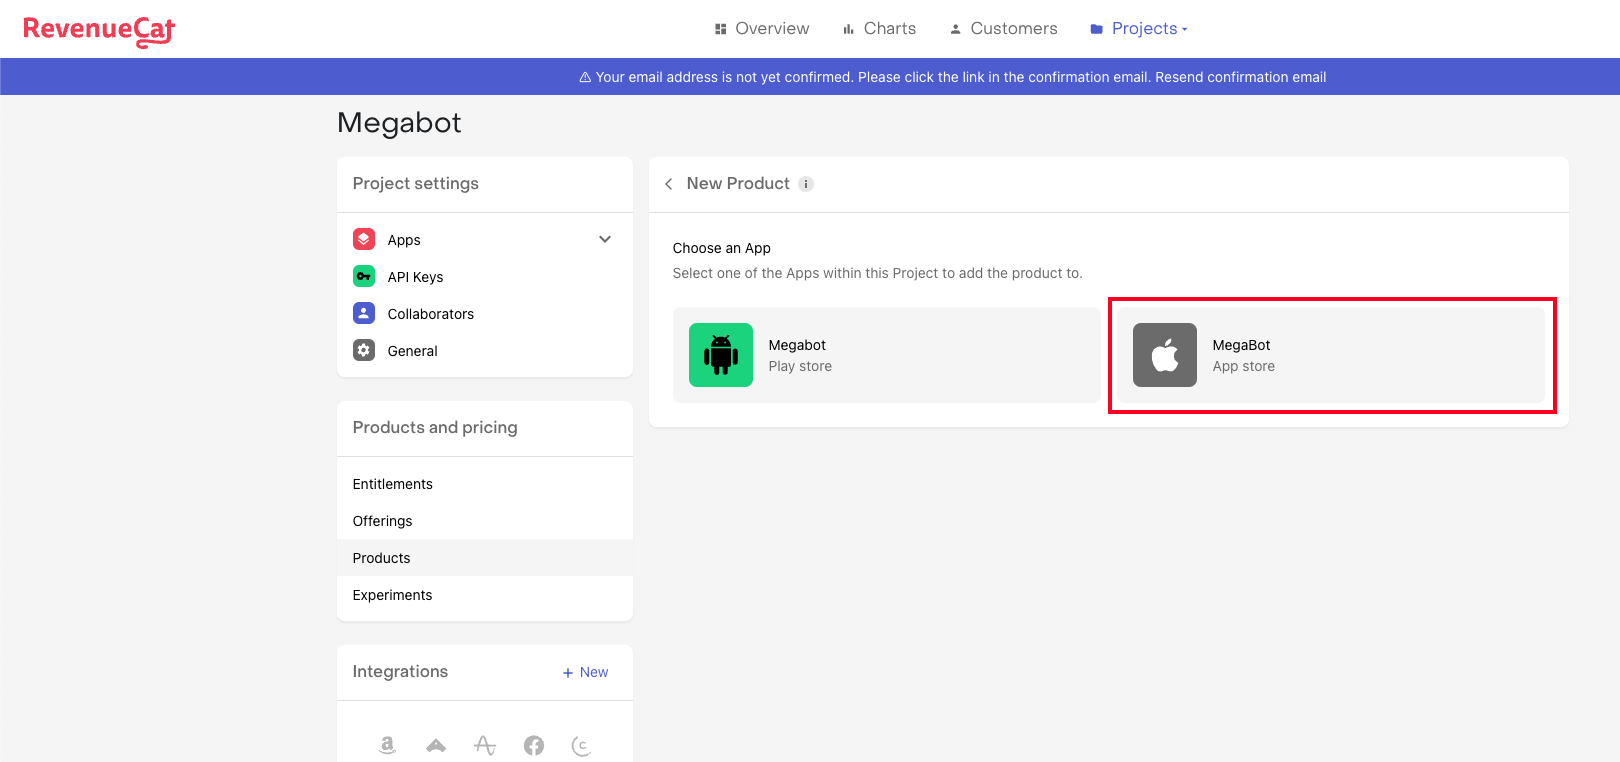 RevenueCat
Overview
Charts
Customers
Projects
Your email address is not yet confirmed. Please click the link in the confirmation email. Resend confirmation email
Megabot
Project settings
Apps
API Keys
Collaborators
General
Products and pricing
Entitlements
Offerings
Products
Experiments
Integrations
+ New
New Product
Choose an App
Select one of the Apps within this Project to add the product to.
Megabot
Play store
MegaBot
App store